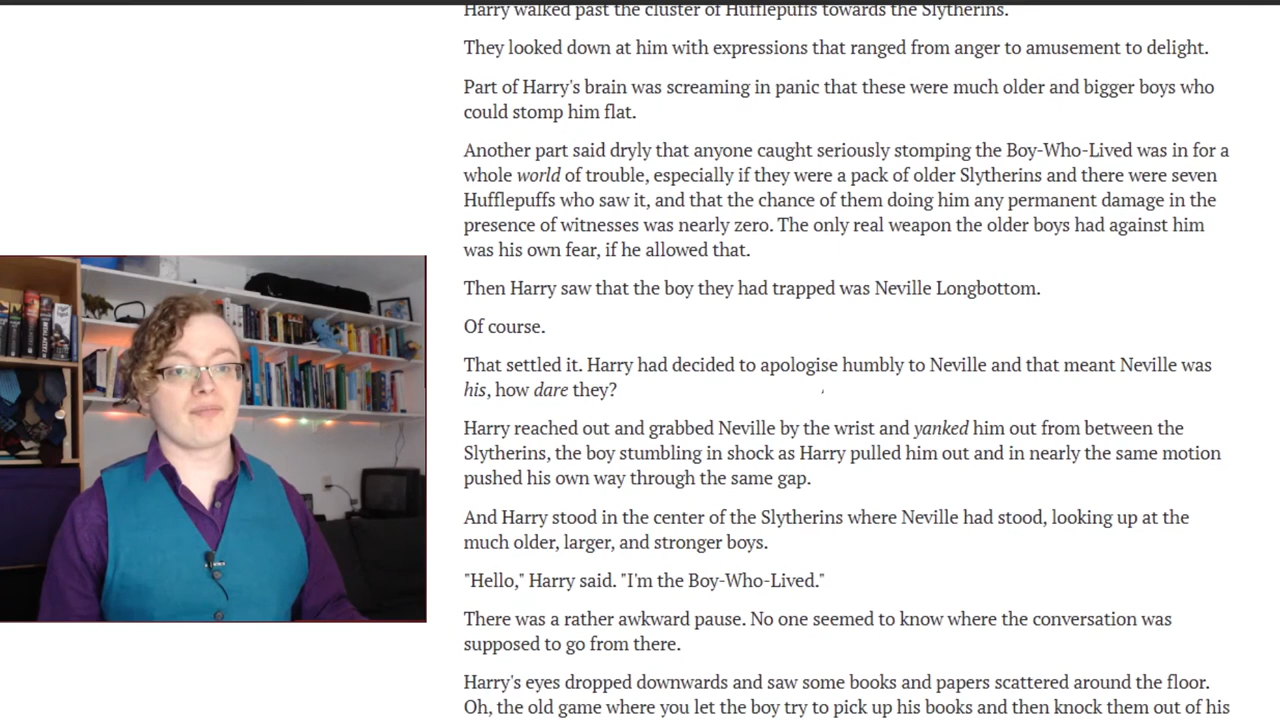 Harry walked past the cluster of Hufflepuffs towards the Slytherins.
They looked down at him with expressions that ranged from anger to amusement to delight.
Part of Harry's brain was screaming in panic that these were much older and bigger boys who
could stomp him flat.
Another part said dryly that anyone caught seriously stomping the Boy-Who-Lived was in for a
whole world of trouble, especially if they were a pack of older Slytherins and there were seven
Hufflepuffs who saw it, and that the chance of them doing him any permanent damage in the
presence of witnesses was nearly zero. The only real weapon the older boys had against him
was his own fear, if he allowed that.
Then Harry saw that the boy they had trapped was Neville Longbottom.
Of course.
That settled it. Harry had decided to apologise humbly to Neville and that meant Neville was
his, how dare they?
Harry reached out and grabbed Neville by the wrist and yanked him out from between the
Slytherins, the boy stumbling in shock as Harry pulled him out and in nearly the same motion
pushed his own way through the same gap.
And Harry stood in the center of the Slytherins where Neville had stood, looking up at the
much older, larger, and stronger boys.
"Hello," Harry said. "I'm the Boy-Who-Lived."
There was a rather awkward pause. No one seemed to know where the conversation was
supposed to go from there.
Harry's eyes dropped downwards and saw some books and papers scattered around the floor.
Oh, the old game where you let the boy try to pick up his books and then knock them out of his